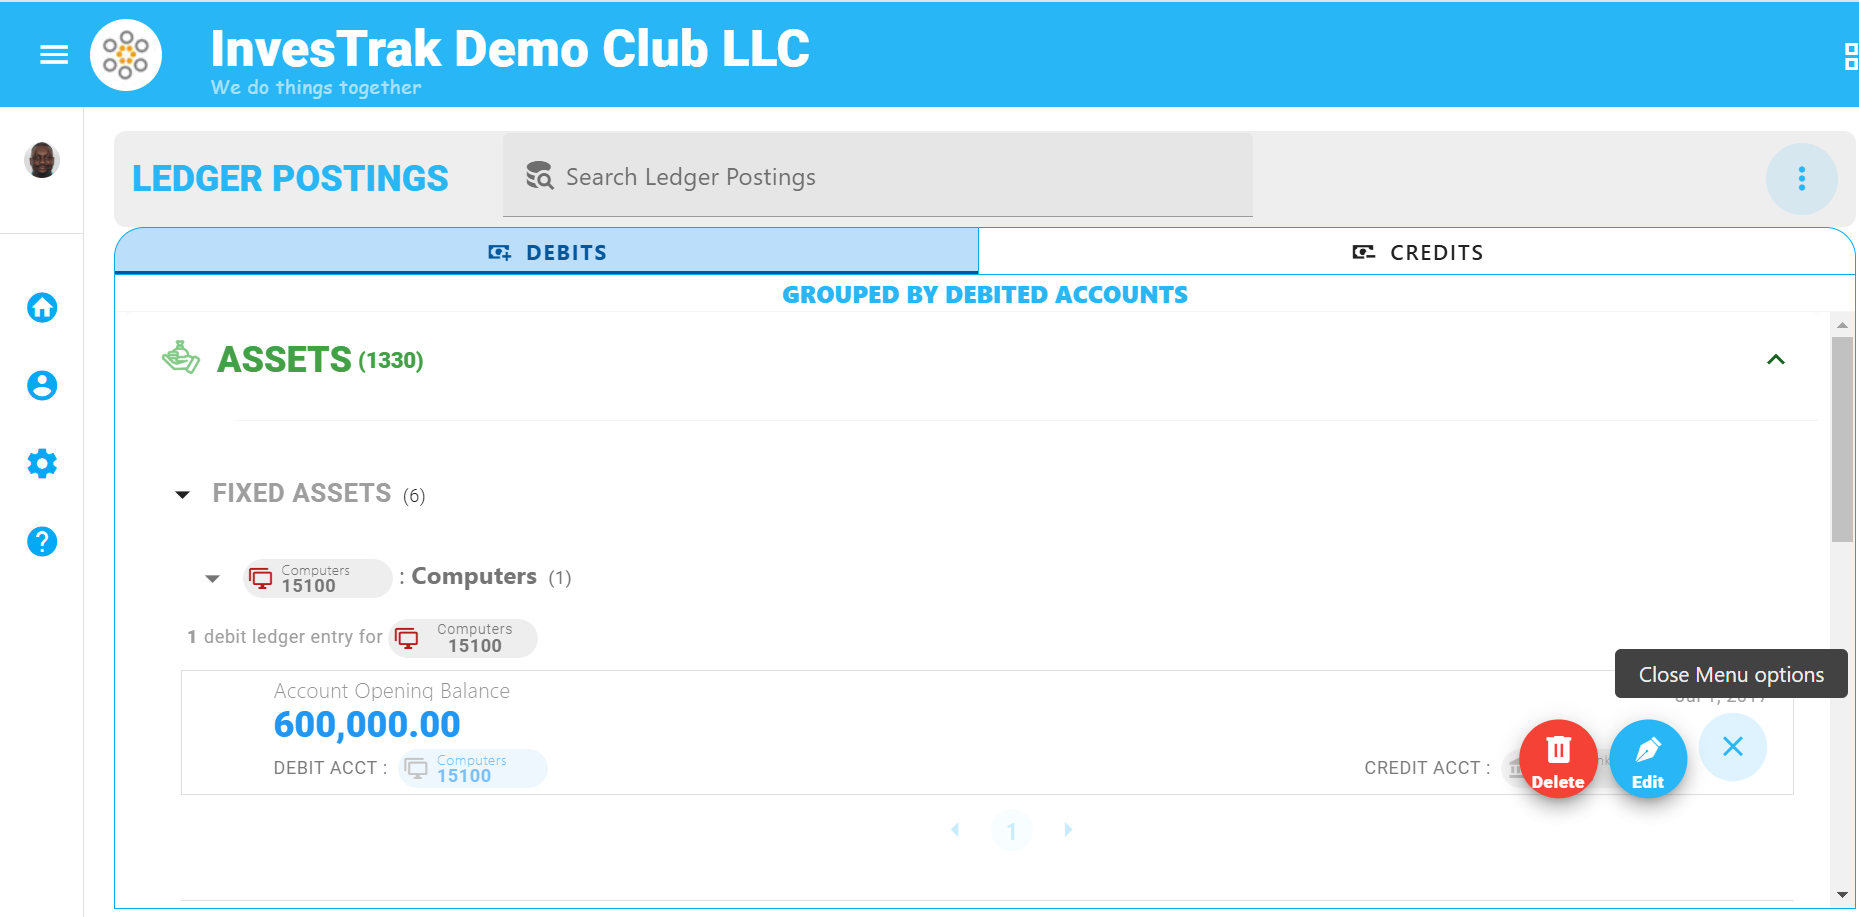 InvesTrak Demo Club LLC
We do things together
LEDGER POSTINGS
Search Ledger Postings
DEBITS
CREDITS
GROUPED BY DEBITED ACCOUNTS
ASSETS (1330)
FIXED ASSETS (6)
Computers
15100
: Computers (1)
1 debit ledger entry for
Computers
15100
Close Menu options
Account Opening Balance
600,000.00
DEBIT ACCT :
Computers
15100
CREDIT ACCT :
Delete
Edit
1